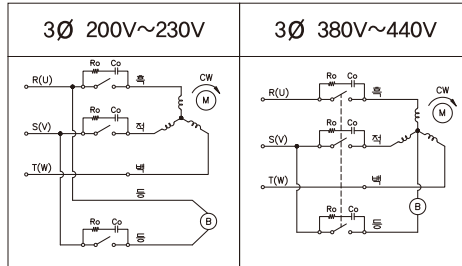 3Ø 200V～230V
3Ø 380V～440V
Ro Co
R(U)
흑
CW
M
Ro Co
S(V)
적
T(W)
백
등
B
Ro Co
등
Ro Co
R(U)
흑
CW
M
Ro Co
S(V)
적
T(W)
백
B
Ro Co
등